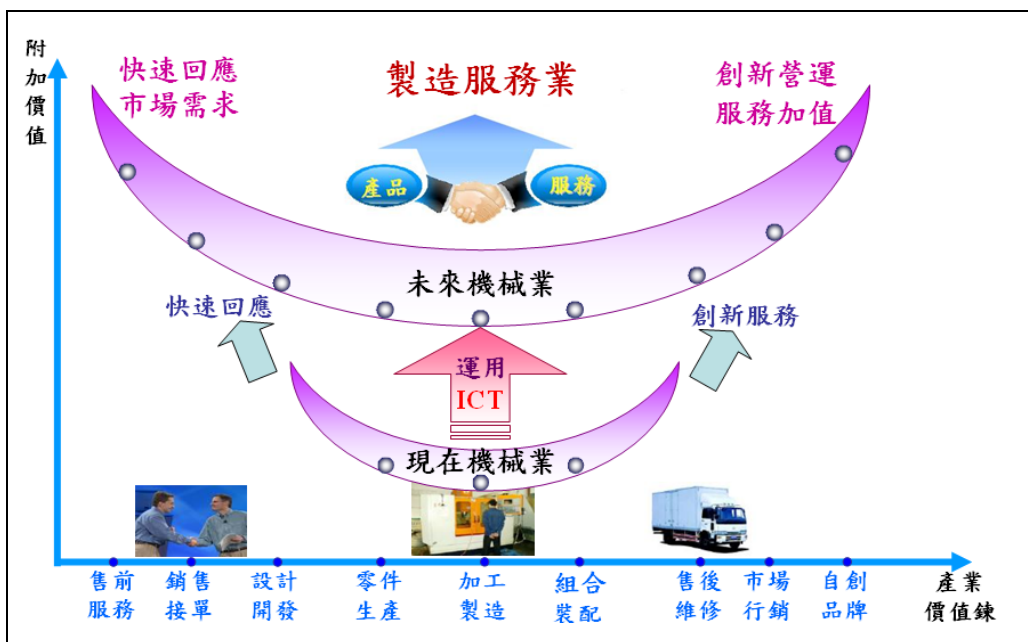 附
加
價
值
快速回應
市場需求
製造服務業
創新營運
服務加值
產品
服務
未來機械業
快速回應
創新服務
運用
ICT
現在機械業
售前
服務
銷售
接單
設計
開發
零件
生產
加工
製造
組合
裝配
售後
維修
市場
行銷
自創
品牌
產業
價值鍊